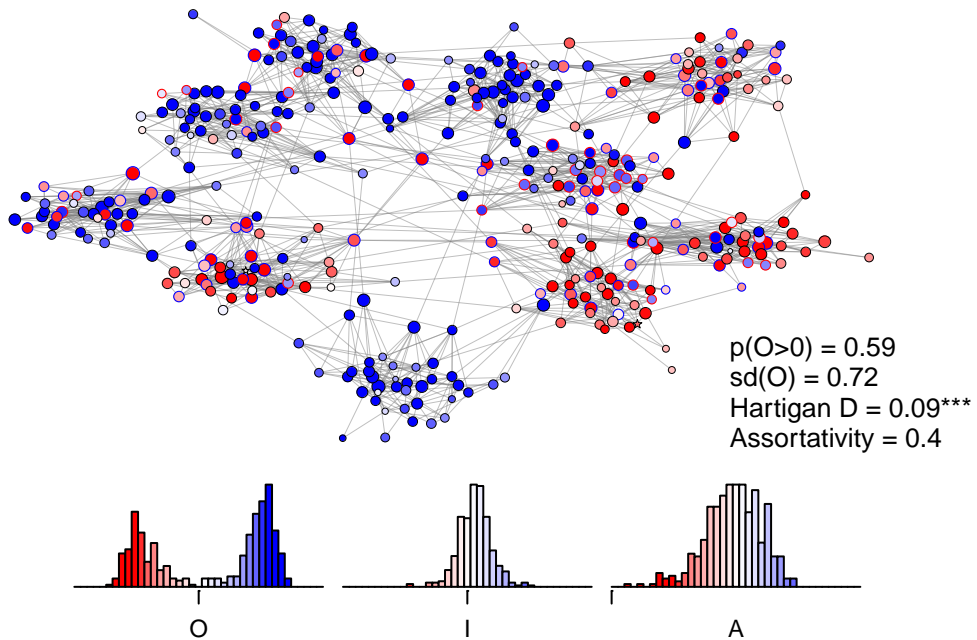 p(O>0) = 0.59
sd(O) = 0.72
Hartigan D = 0.09***
Assortativity = 0.4
O
I
A